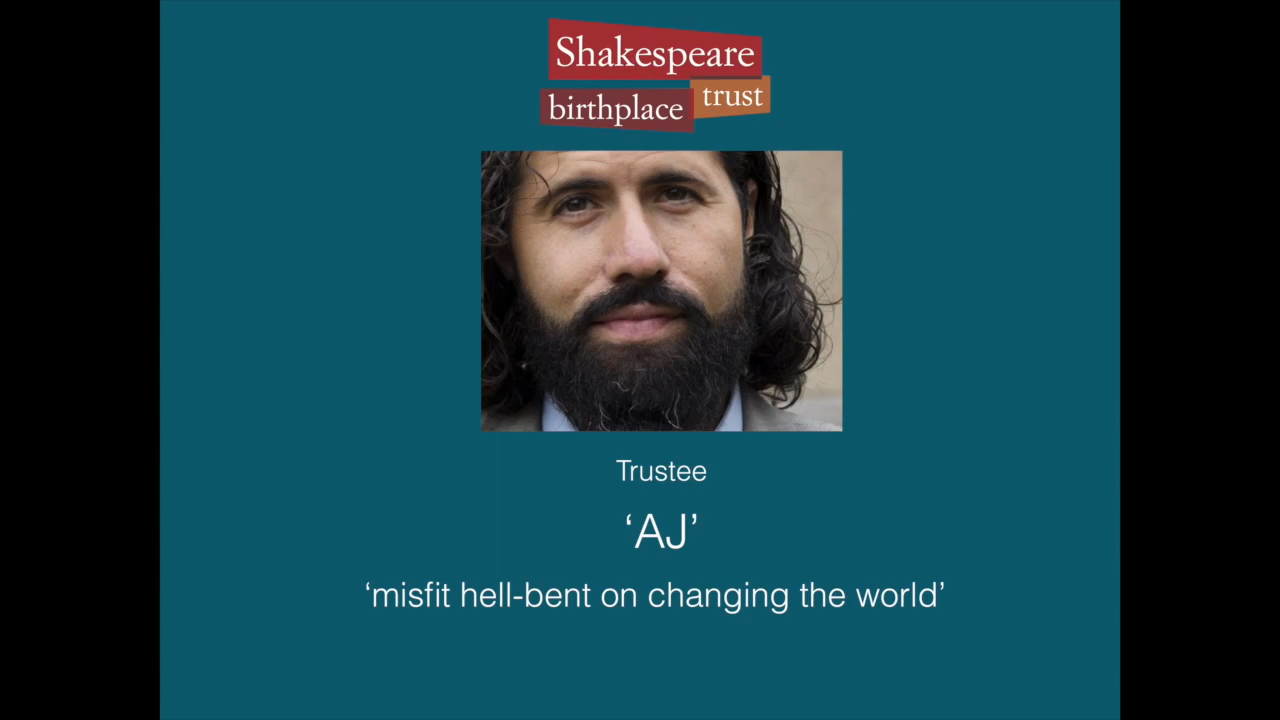 Shakespeare
birthplace trust
Trustee
‘AJ’
‘misfit hell-bent on changing the world’